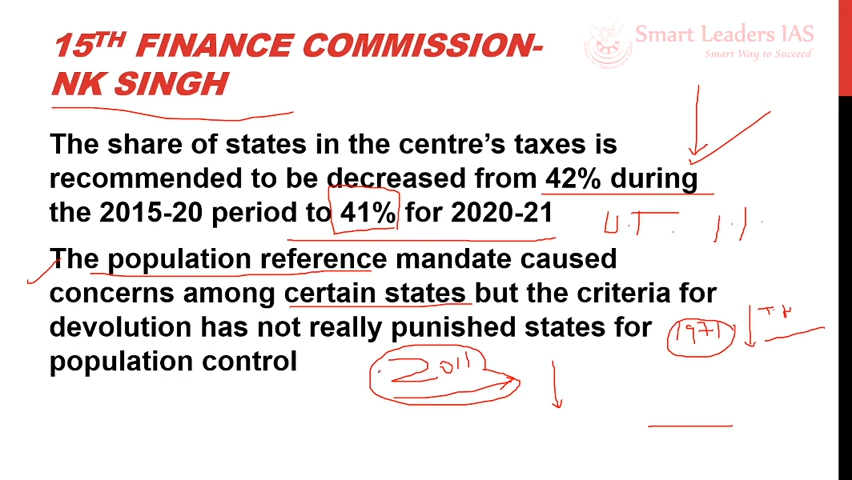 15TH FINANCE COMMISSION-
NK SINGH
Smart Leaders IAS
Smart Way to Succeed
The share of states in the centre's taxes is
recommended to be decreased from 42% during
the 2015-20 period to 41% for 2020-21
U.T.
The population reference mandate caused
concerns among certain states but the criteria for
devolution has not really punished states for
population control
1971
2011